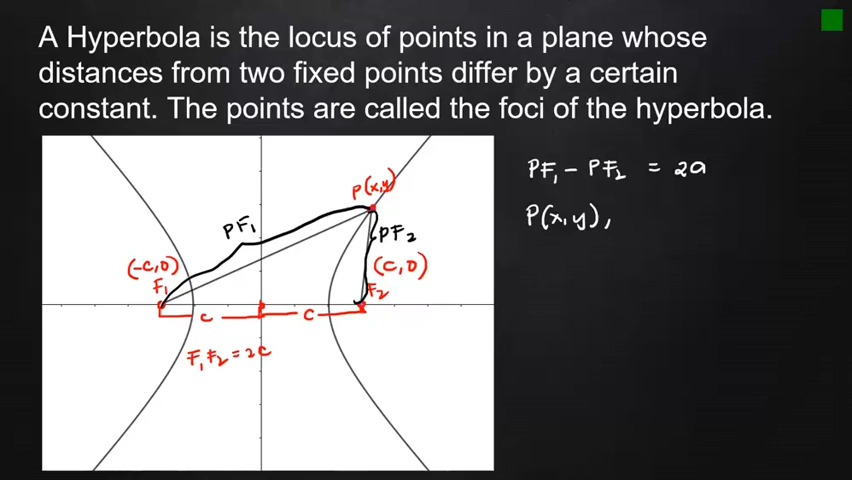 A Hyperbola is the locus of points in a plane whose
distances from two fixed points differ by a certain
constant. The points are called the foci of the hyperbola.
PF₁ - PF₂ = 2a
P(x,y),
P(x,y)
PF₁
PF₂
(-c,0)
F₁
(c,0)
F₂
c
c
F₁F₂ = 2c